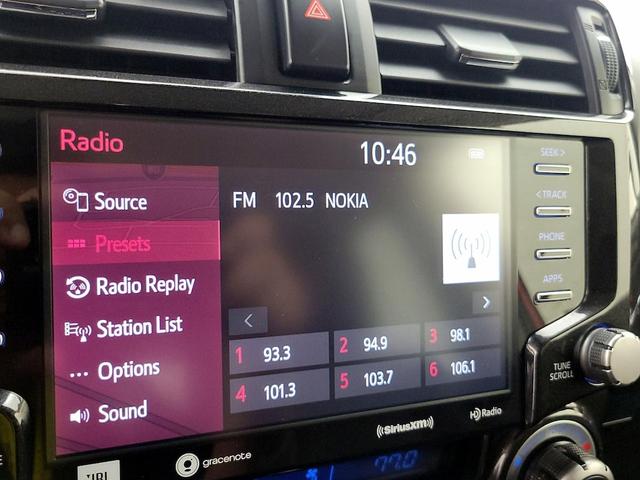 Radio
10:46
SEEK >
< TRACK
PHONE
APPS
TUNE
SCROLL
Source
Presets
Radio Replay
Station List
Options
Sound
FM 102.5 NOKIA
<
>
1 93.3
2 94.9
3 98.1
4 101.3
5 103.7
6 106.1
JBL
gracenote
SiriusXM
HD Radio
77.0